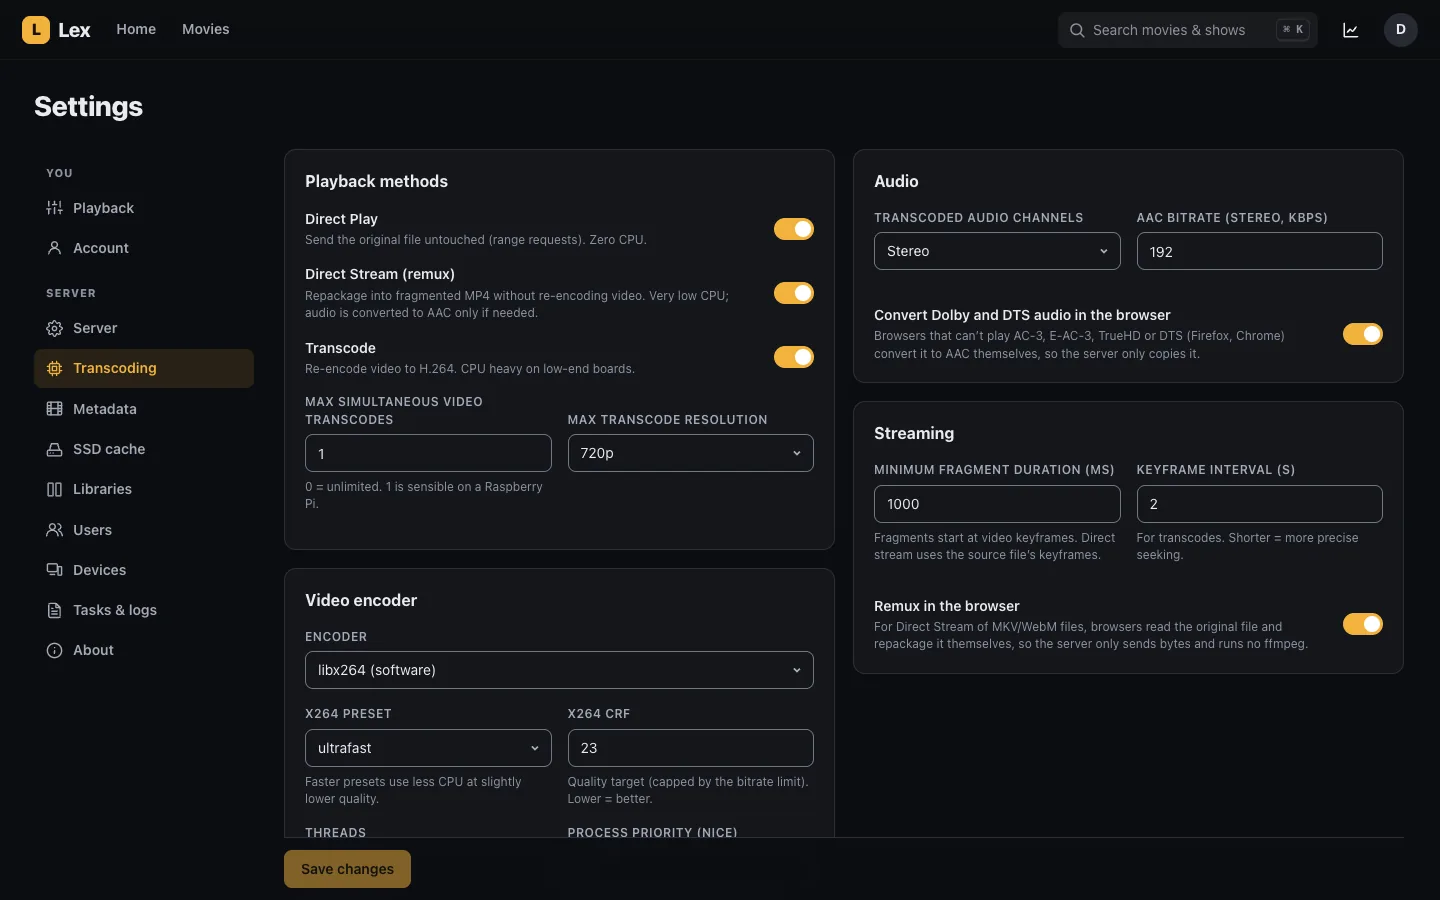 L Lex
Home
Movies
Search movies & shows
⌘ K
D
Settings
YOU
Playback
Account
SERVER
Server
Transcoding
Metadata
SSD cache
Libraries
Users
Devices
Tasks & logs
About
Playback methods
Direct Play
Send the original file untouched (range requests). Zero CPU.
Direct Stream (remux)
Repackage into fragmented MP4 without re-encoding video. Very low CPU;
audio is converted to AAC only if needed.
Transcode
Re-encode video to H.264. CPU heavy on low-end boards.
MAX SIMULTANEOUS VIDEO
TRANSCODES
1
0 = unlimited. 1 is sensible on a Raspberry
Pi.
MAX TRANSCODE RESOLUTION
720p
Video encoder
ENCODER
libx264 (software)
X264 PRESET
ultrafast
Faster presets use less CPU at slightly
lower quality.
X264 CRF
23
Quality target (capped by the bitrate limit).
Lower = better.
THREADS
PROCESS PRIORITY (NICE)
Audio
TRANSCODED AUDIO CHANNELS
Stereo
AAC BITRATE (STEREO, KBPS)
192
Convert Dolby and DTS audio in the browser
Browsers that can't play AC-3, E-AC-3, TrueHD or DTS (Firefox, Chrome)
convert it to AAC themselves, so the server only copies it.
Streaming
MINIMUM FRAGMENT DURATION (MS)
1000
Fragments start at video keyframes. Direct
stream uses the source file's keyframes.
KEYFRAME INTERVAL (S)
2
For transcodes. Shorter = more precise
seeking.
Remux in the browser
For Direct Stream of MKV/WebM files, browsers read the original file and
repackage it themselves, so the server only sends bytes and runs no ffmpeg.
Save changes